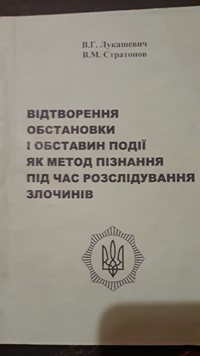 В.Г. Лукашевич
В.М. Стратонов
ВІДТВОРЕННЯ
ОБСТАНОВКИ
І ОБСТАВИН ПОДІЇ
ЯК МЕТОД ПІЗНАННЯ
ПІД ЧАС РОЗСЛІДУВАННЯ
ЗЛОЧИНІВ